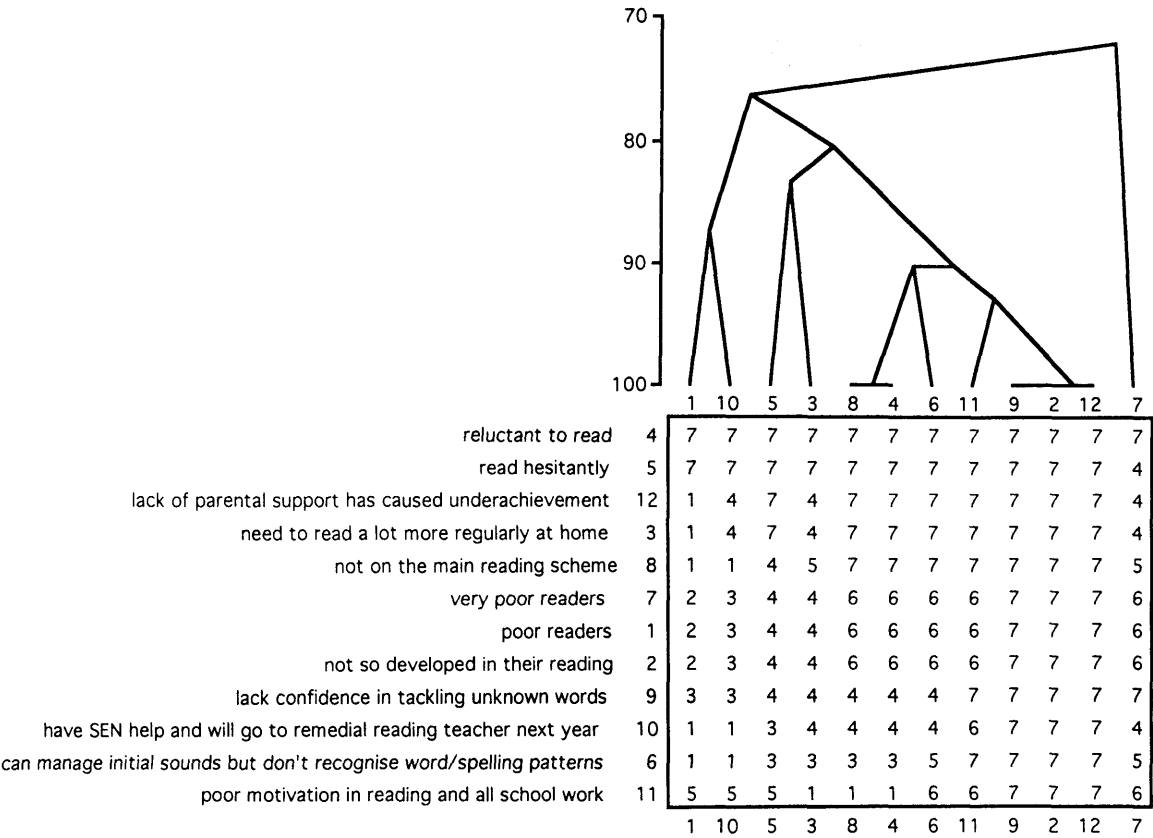 70
80
90
100
1 10 5 3 8 4 6 11 9 2 12 7
reluctant to read 4 7 7 7 7 7 7 7 7 7 7 7 7
read hesitantly 5 7 7 7 7 7 7 7 7 7 7 7 4
lack of parental support has caused underachievement 12 1 4 7 4 7 7 7 7 7 7 7 4
need to read a lot more regularly at home 3 1 4 7 4 7 7 7 7 7 7 7 4
not on the main reading scheme 8 1 1 4 5 7 7 7 7 7 7 7 5
very poor readers 7 2 3 4 4 6 6 6 6 7 7 7 6
poor readers 1 2 3 4 4 6 6 6 6 7 7 7 6
not so developed in their reading 2 2 3 4 4 6 6 6 6 7 7 7 6
lack confidence in tackling unknown words 9 3 3 4 4 4 4 4 7 7 7 7 7
have SEN help and will go to remedial reading teacher next year 10 1 1 3 4 4 4 4 6 7 7 7 4
can manage initial sounds but don't recognise word/spelling patterns 6 1 1 3 3 3 3 5 7 7 7 7 5
poor motivation in reading and all school work 11 5 5 5 1 1 1 6 6 7 7 7 6
1 10 5 3 8 4 6 11 9 2 12 7